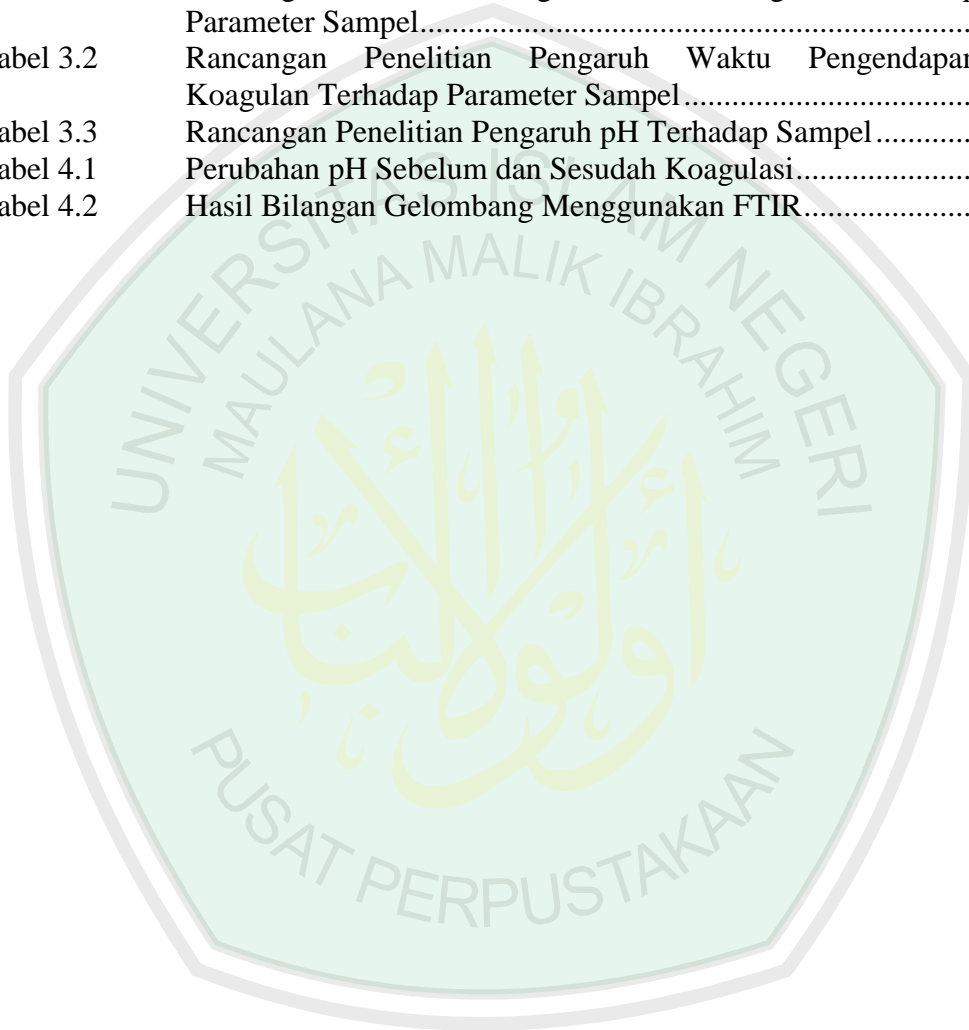 Parameter Sampel...........................................................................
abel 3.2 Rancangan Penelitian Pengaruh Waktu Pengendapan
Koagulan Terhadap Parameter Sampel....................................
abel 3.3 Rancangan Penelitian Pengaruh pH Terhadap Sampel............
abel 4.1 Perubahan pH Sebelum dan Sesudah Koagulasi......................
abel 4.2 Hasil Bilangan Gelombang Menggunakan FTIR.....................
UNIVERSITAS ISLAM NEGERI
MAULANA MALIK IBRAHIM
أولوا الألباب
PUSAT PERPUSTAKAAN